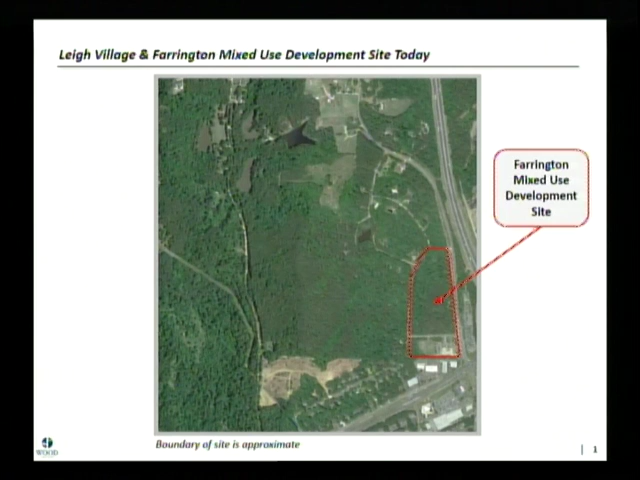 Leigh Village & Farrington Mixed Use Development Site Today
Farrington
Mixed Use
Development
Site
Boundary of site is approximate
WOOD
1